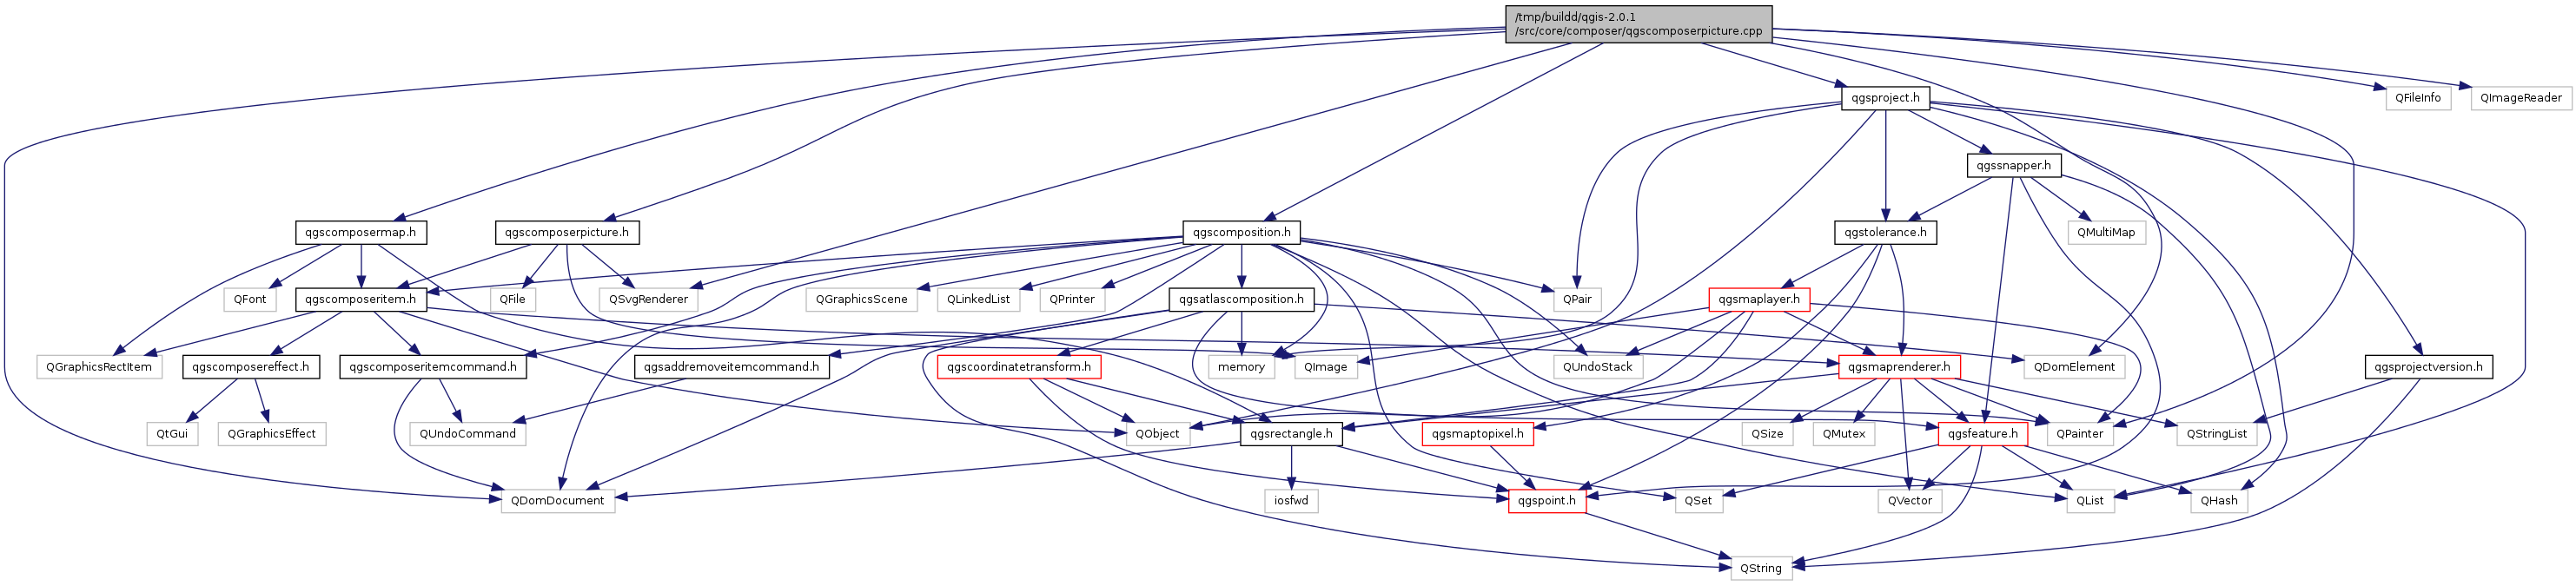 /tmp/buildd/qgis-2.0.1
/src/core/composer/qgscomposerpicture.cpp
qgsproject.h
QFileInfo
QImageReader
qgssnapper.h
qgscomposermap.h
qgscomposerpicture.h
qgscomposition.h
qgstolerance.h
QMultiMap
QFont
qgscomposeritem.h
QFile
QSvgRenderer
QGraphicsScene
QLinkedList
QPrinter
qgsatlascomposition.h
QPair
qgsmaplayer.h
QGraphicsRectItem
qgscomposereffect.h
qgscomposeritemcommand.h
qgsaddremoveitemcommand.h
qgscoordinatetransform.h
memory
QImage
QUndoStack
qgsmaprenderer.h
QDomElement
qgsprojectversion.h
QtGui
QGraphicsEffect
QUndoCommand
QObject
qgsrectangle.h
qgsmaptopixel.h
QSize
QMutex
qgsfeature.h
QPainter
QStringList
QDomDocument
iosfwd
qgspoint.h
QSet
QVector
QList
QHash
QString